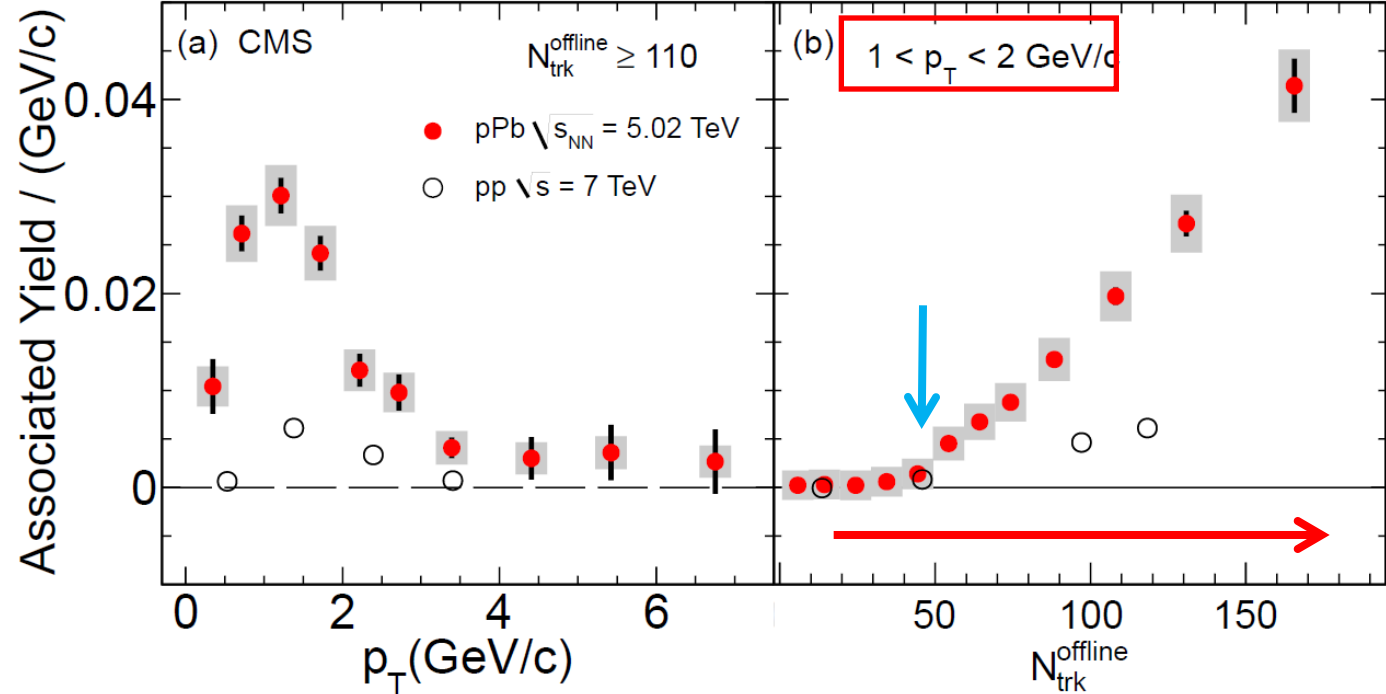 Associated Yield / (GeV/c)
(a) CMS
N_trk^offline ≥ 110
pPb √s_NN = 5.02 TeV
pp √s = 7 TeV
0.04
0.02
0
0 2 4 6
p_T(GeV/c)
(b) 1 < p_T < 2 GeV/c
50 100 150
N_trk^offline